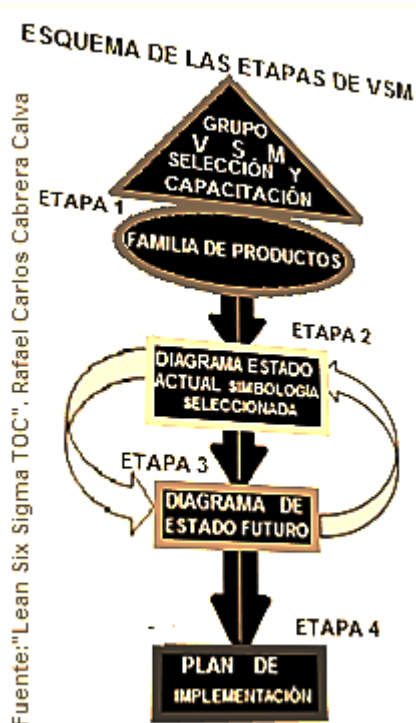 ESQUEMA DE LAS ETAPAS DE VSM
GRUPO
V S M
SELECCIÓN Y
CAPACITACIÓN
ETAPA 1
FAMILIA DE PRODUCTOS
ETAPA 2
DIAGRAMA ESTADO
ACTUAL SIMBOLOGIA
SELECCIONADA
ETAPA 3
DIAGRAMA DE
ESTADO FUTURO
ETAPA 4
PLAN DE
IMPLEMENTACIÓN
Fuente:"Lean Six Sigma TOC". Rafael Carlos Cabrera Calva